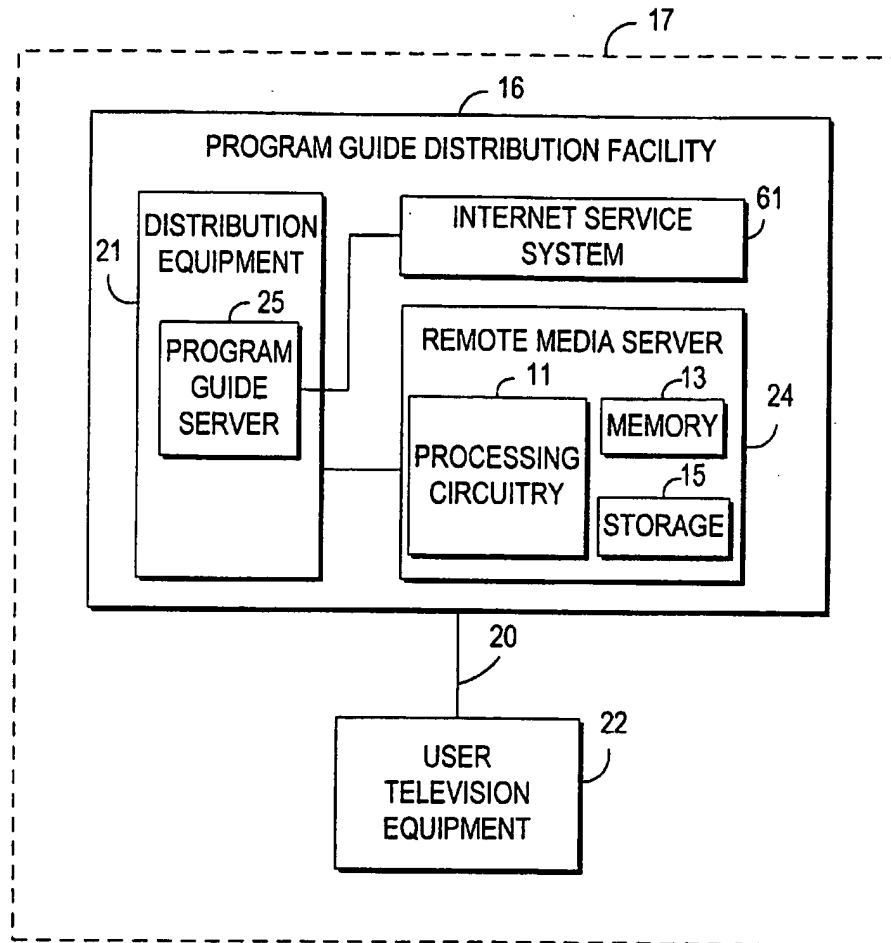 17
16
PROGRAM GUIDE DISTRIBUTION FACILITY
DISTRIBUTION
EQUIPMENT
21
25
PROGRAM
GUIDE
SERVER
INTERNET SERVICE
SYSTEM
61
REMOTE MEDIA SERVER
11
PROCESSING
CIRCUITRY
13
MEMORY
24
15
STORAGE
20
USER
TELEVISION
EQUIPMENT
22